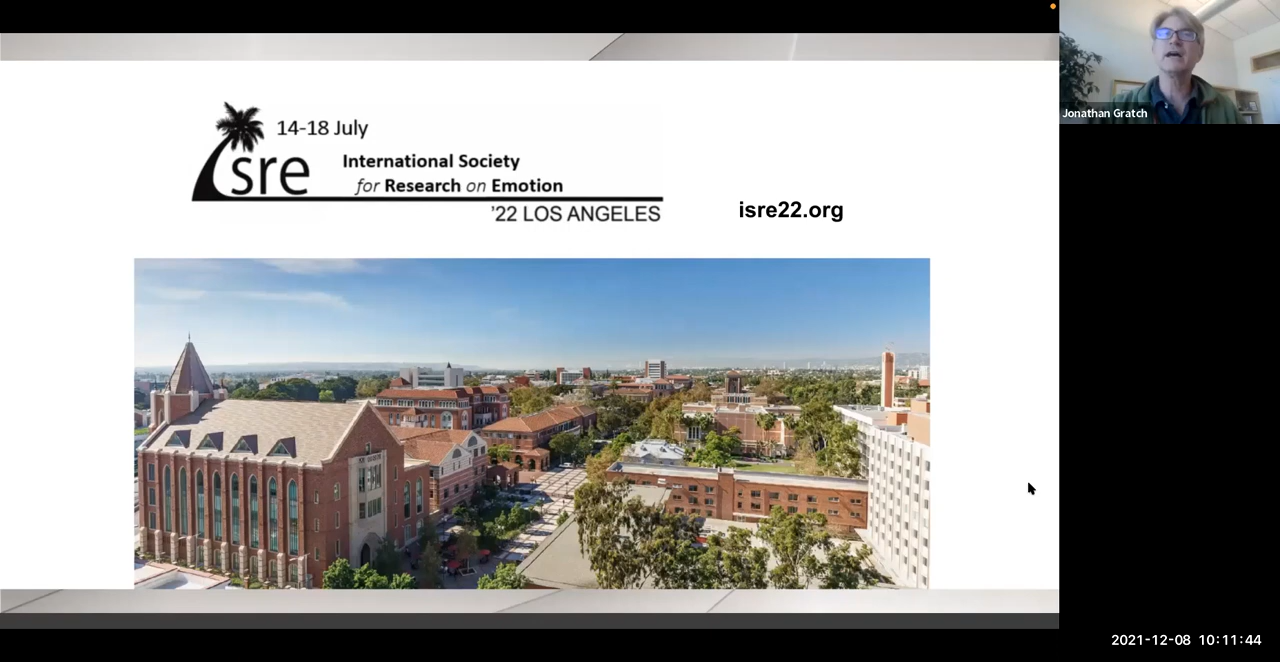 14-18 July
isre
International Society
for Research on Emotion
'22 LOS ANGELES
isre22.org
Jonathan Gratch
2021-12-08 10:11:44